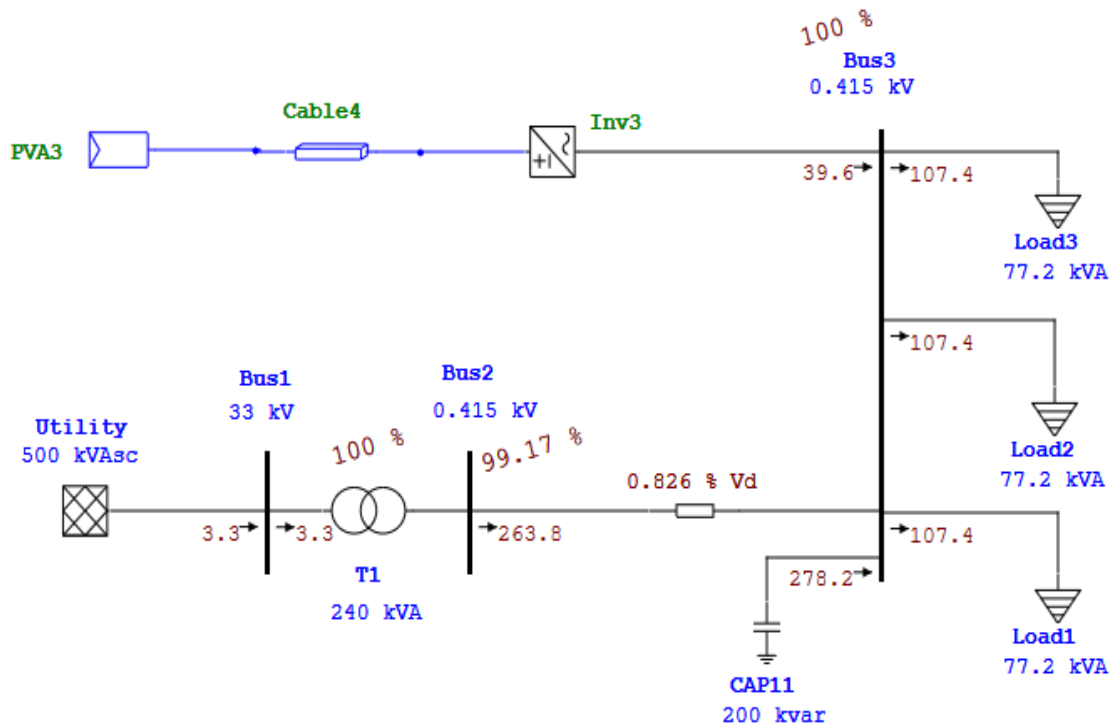 100 %
Bus3
0.415 kV
Cable4
Inv3
PVA3
39.6
107.4
Load3
77.2 kVA
107.4
Bus1
33 kV
Bus2
0.415 kV
Utility
500 kVAsc
100 %
99.17 %
0.826 % Vd
Load2
77.2 kVA
3.3
3.3
263.8
107.4
T1
240 kVA
278.2
Load1
77.2 kVA
CAP11
200 kvar